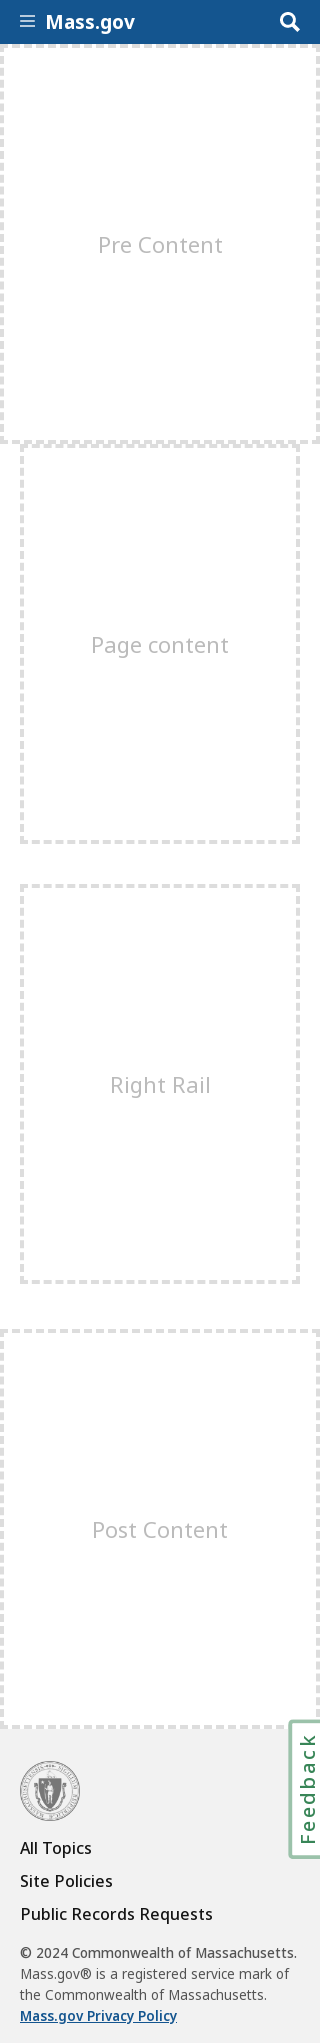 Mass.gov
Pre Content
Page content
Right Rail
Post Content
Feedback
All Topics
Site Policies
Public Records Requests
© 2024 Commonwealth of Massachusetts.
Mass.gov® is a registered service mark of
the Commonwealth of Massachusetts.
Mass.gov Privacy Policy